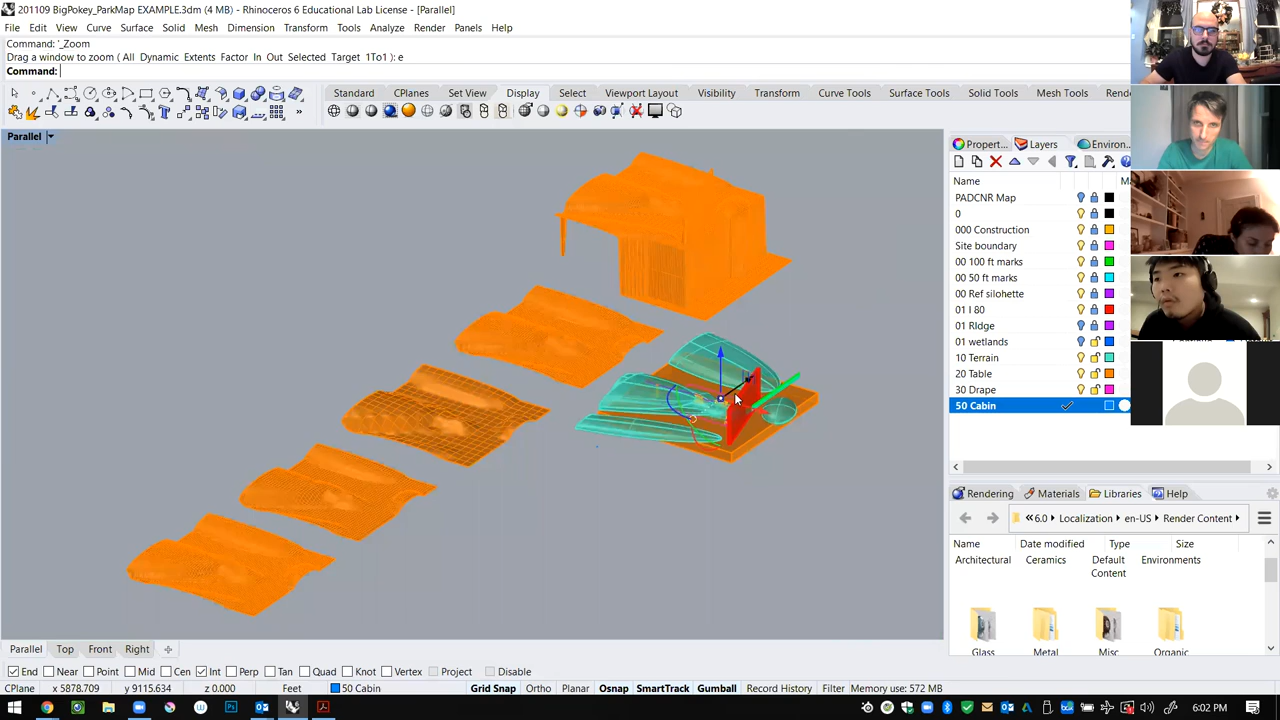 201109 BigPokey_ParkMap EXAMPLE.3dm (4 MB) - Rhinoceros 6 Educational Lab License - [Parallel]
File Edit View Curve Surface Solid Mesh Dimension Transform Tools Analyze Render Panels Help
Command: '_Zoom
Drag a window to zoom ( All Dynamic Extents Factor In Out Selected Target 1To1 ): e
Command:
Standard CPlanes Set View Display Select Viewport Layout Visibility Transform Curve Tools Surface Tools Solid Tools Mesh Tools
Parallel
Propert... Layers Environ...
Name
PADCNR Map
0
000 Construction
Site boundary
00 100 ft marks
00 50 ft marks
00 Ref silohette
01 I 80
01 RIdge
01 wetlands
10 Terrain
20 Table
30 Drape
50 Cabin
Rendering Materials Libraries Help
6.0 Localization en-US Render Content
Name Date modified Type Size
Architectural Ceramics Default Content Environments
Glass Metal Misc Organic
Parallel Top Front Right
End Near Point Mid Cen Int Perp Tan Quad Knot Vertex Project Disable
CPlane x 5878.709 y 9115.634 z 0.000 Feet 50 Cabin Grid Snap Ortho Planar Osnap SmartTrack Gumball Record History Filter Memory use: 572 MB
6:02 PM